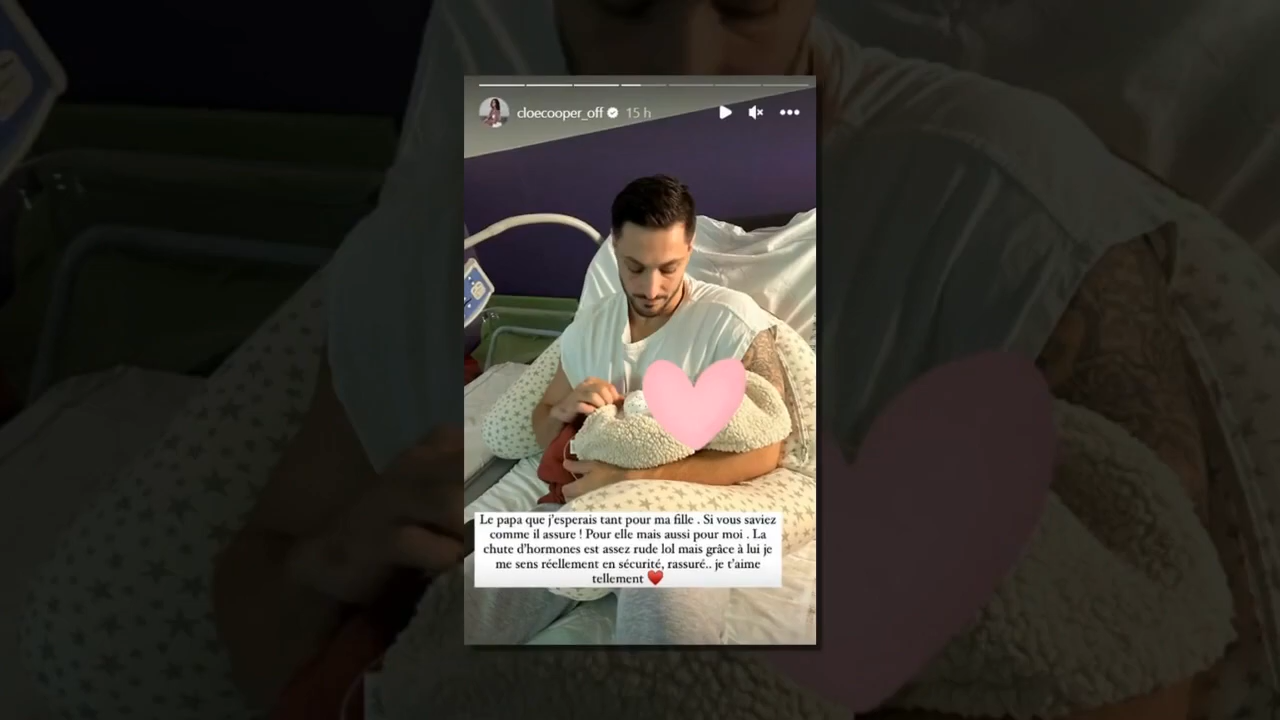 cloecooper_off 15 h
Le papa que j'esperais tant pour ma fille . Si vous saviez
comme il assure ! Pour elle mais aussi pour moi . La
chute d'hormones est assez rude lol mais grâce à lui je
me sens réellement en sécurité, rassuré.. je t'aime
tellement ❤️